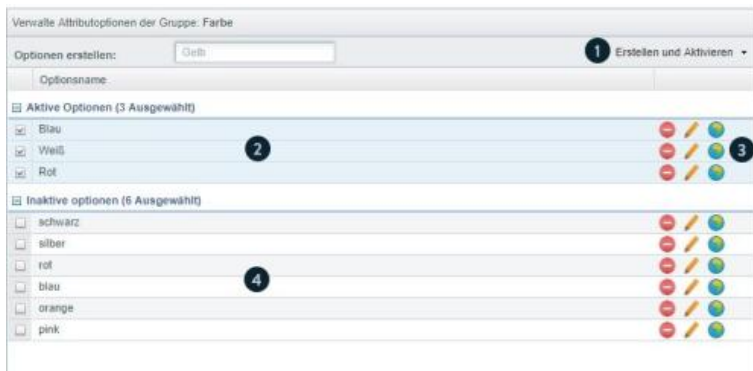 Verwalte Attributoptionen der Gruppe: Farbe
Optionen erstellen: Gelb 1 Erstellen und Aktivieren
Optionsname
Aktive Optionen (3 Ausgewählt)
Blau
Weiß 2 3
Rot
Inaktive optionen (6 Ausgewählt)
schwarz
silber
rot
blau 4
orange
pink